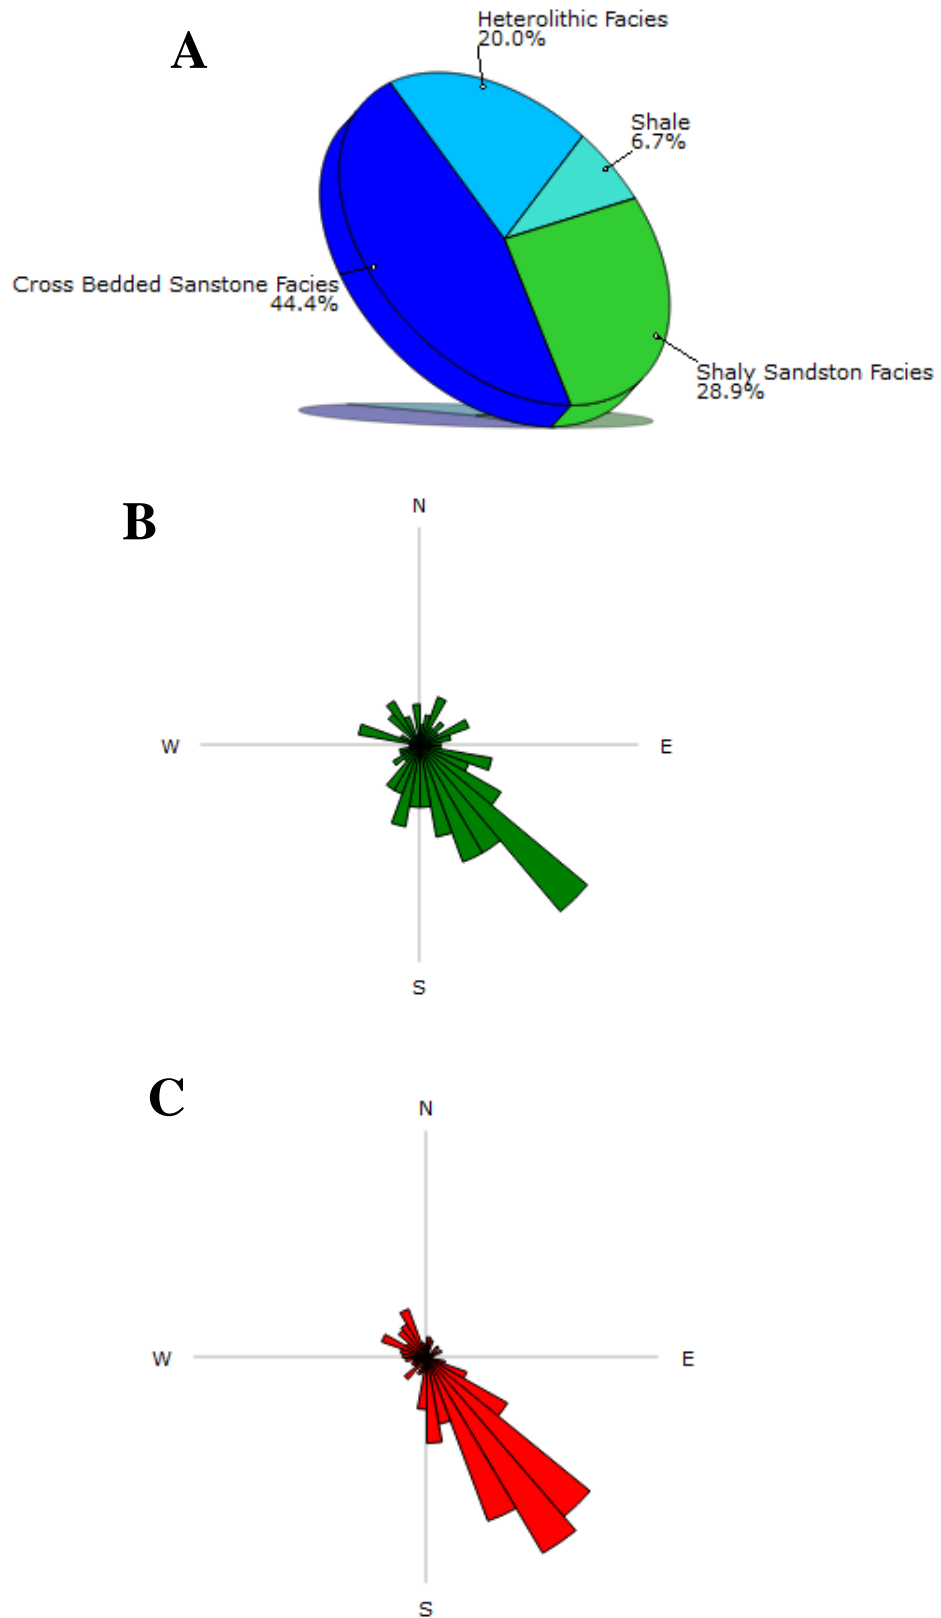 A
Heterolithic Facies
20.0%
Shale
6.7%
Cross Bedded Sanstone Facies
44.4%
Shaly Sandston Facies
28.9%
B
N
W
E
S
C
N
W
E
S